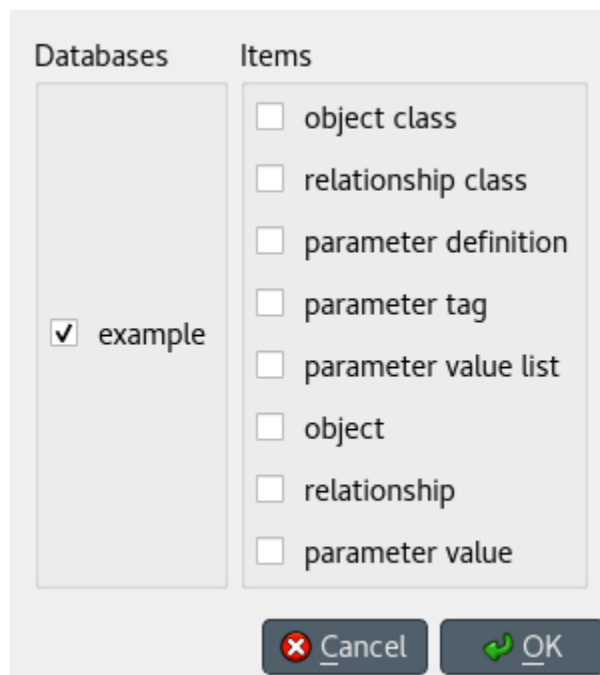 Databases
Items
example
object class
relationship class
parameter definition
parameter tag
parameter value list
object
relationship
parameter value
Cancel
OK